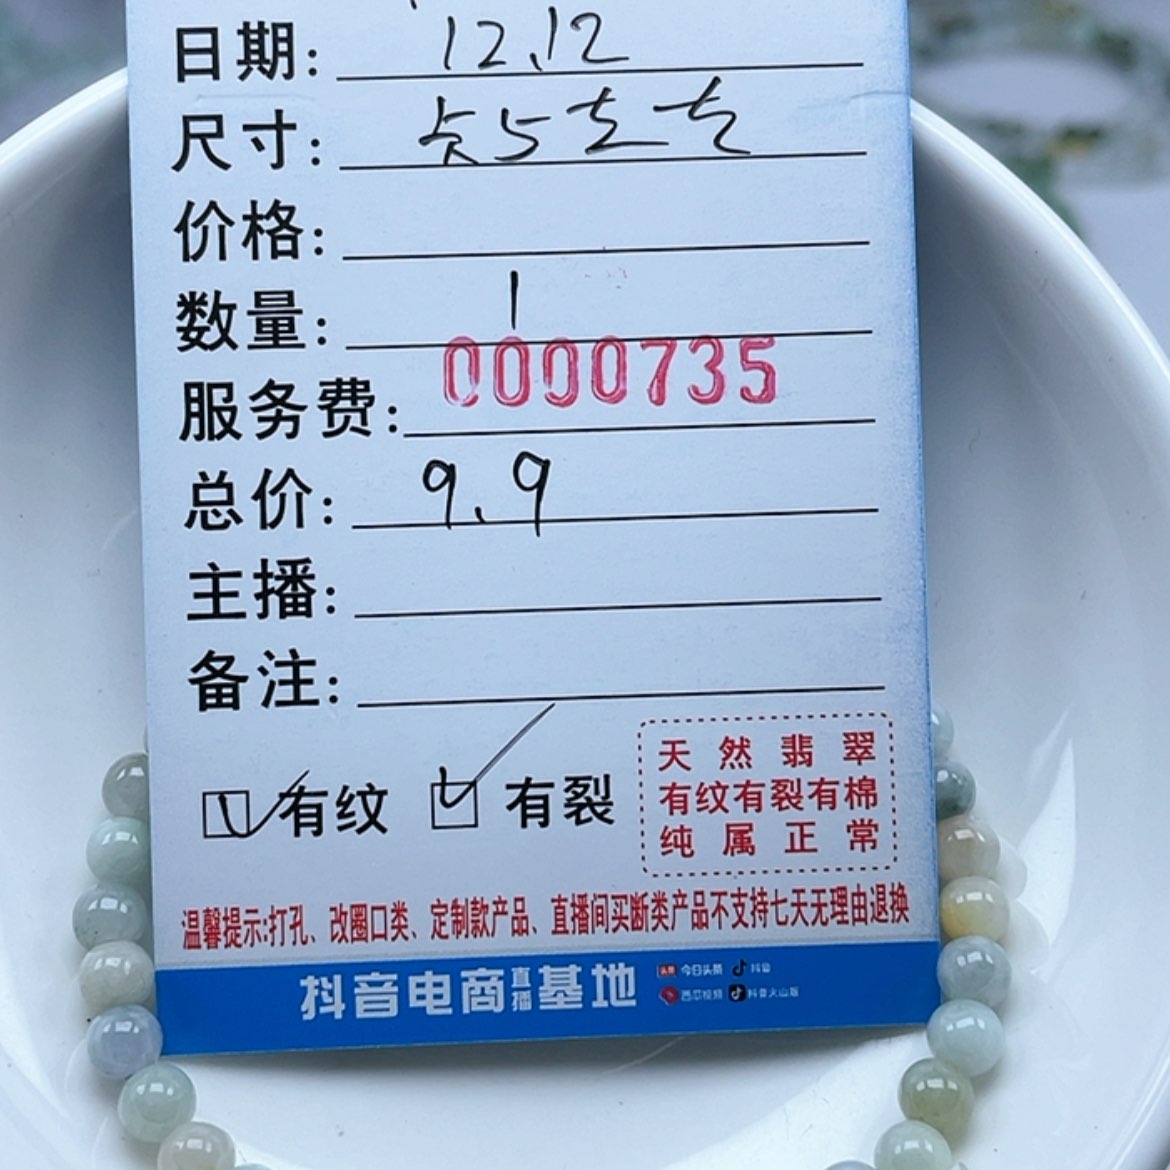 日期: 12.12
尺寸:
价格:
数量: 1
0000735
服务费:
总价: 9.9
主播:
备注:
有纹 有裂
天然翡翠
有纹有裂有棉
纯属正常
温馨提示:打孔、改圈口类、定制款产品、直播间买断类产品不支持七天无理由退换
抖音电商直播基地
头条 今日头条 抖音
西瓜视频 抖音火山版